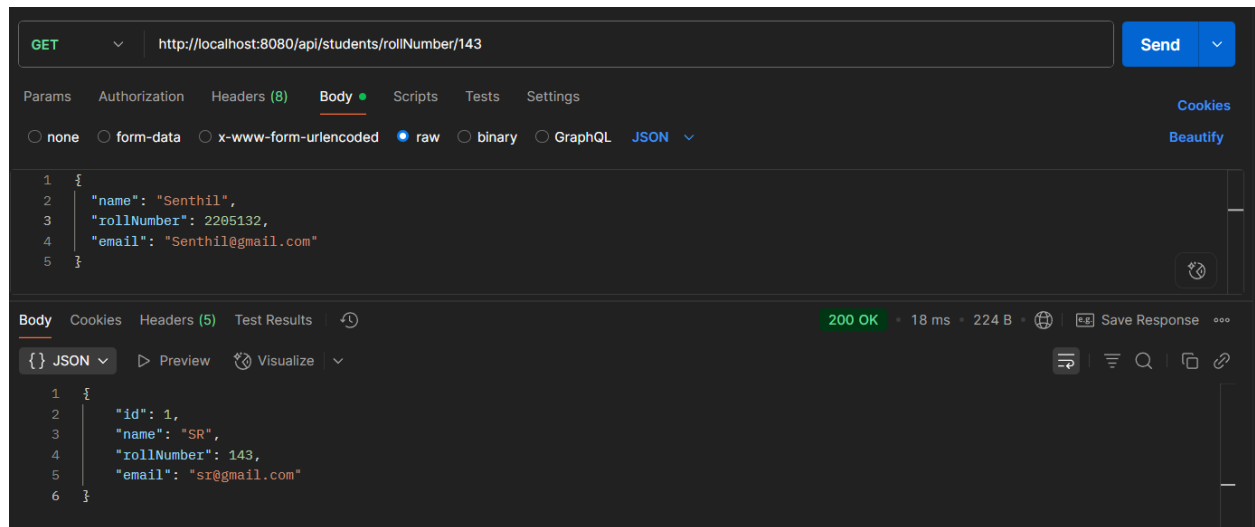 GET http://localhost:8080/api/students/rollNumber/143 Send
Params Authorization Headers (8) Body Scripts Tests Settings Cookies
none form-data x-www-form-urlencoded raw binary GraphQL JSON Beautify
1 {
2 "name": "Senthil",
3 "rollNumber": 2205132,
4 "email": "Senthil@gmail.com"
5 }
Body Cookies Headers (5) Test Results 200 OK • 18 ms • 224 B • e.g. Save Response
{} JSON Preview Visualize
1 {
2 "id": 1,
3 "name": "SR",
4 "rollNumber": 143,
5 "email": "sr@gmail.com"
6 }